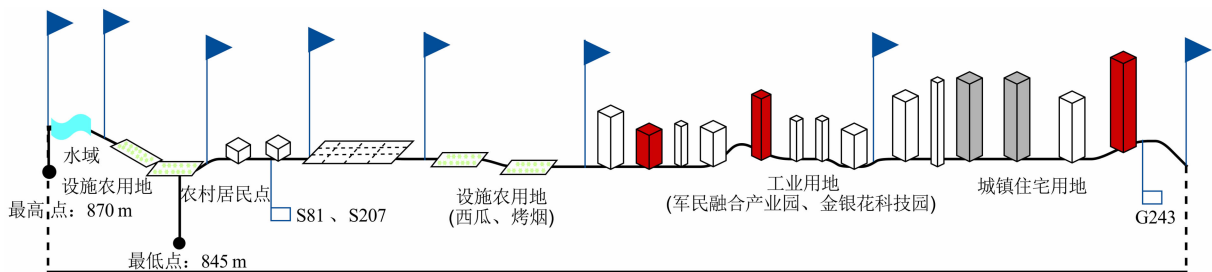 水域
设施农用地
最高点：870 m
农村居民点
S81 、S207
最低点：845 m
设施农用地
(西瓜、烤烟)
工业用地
(军民融合产业园、金银花科技园)
城镇住宅用地
G243